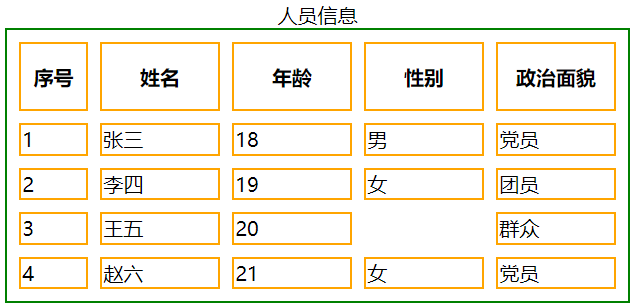 人员信息
序号 姓名 年龄 性别 政治面貌
1 张三 18 男 党员
2 李四 19 女 团员
3 王五 20 群众
4 赵六 21 女 党员